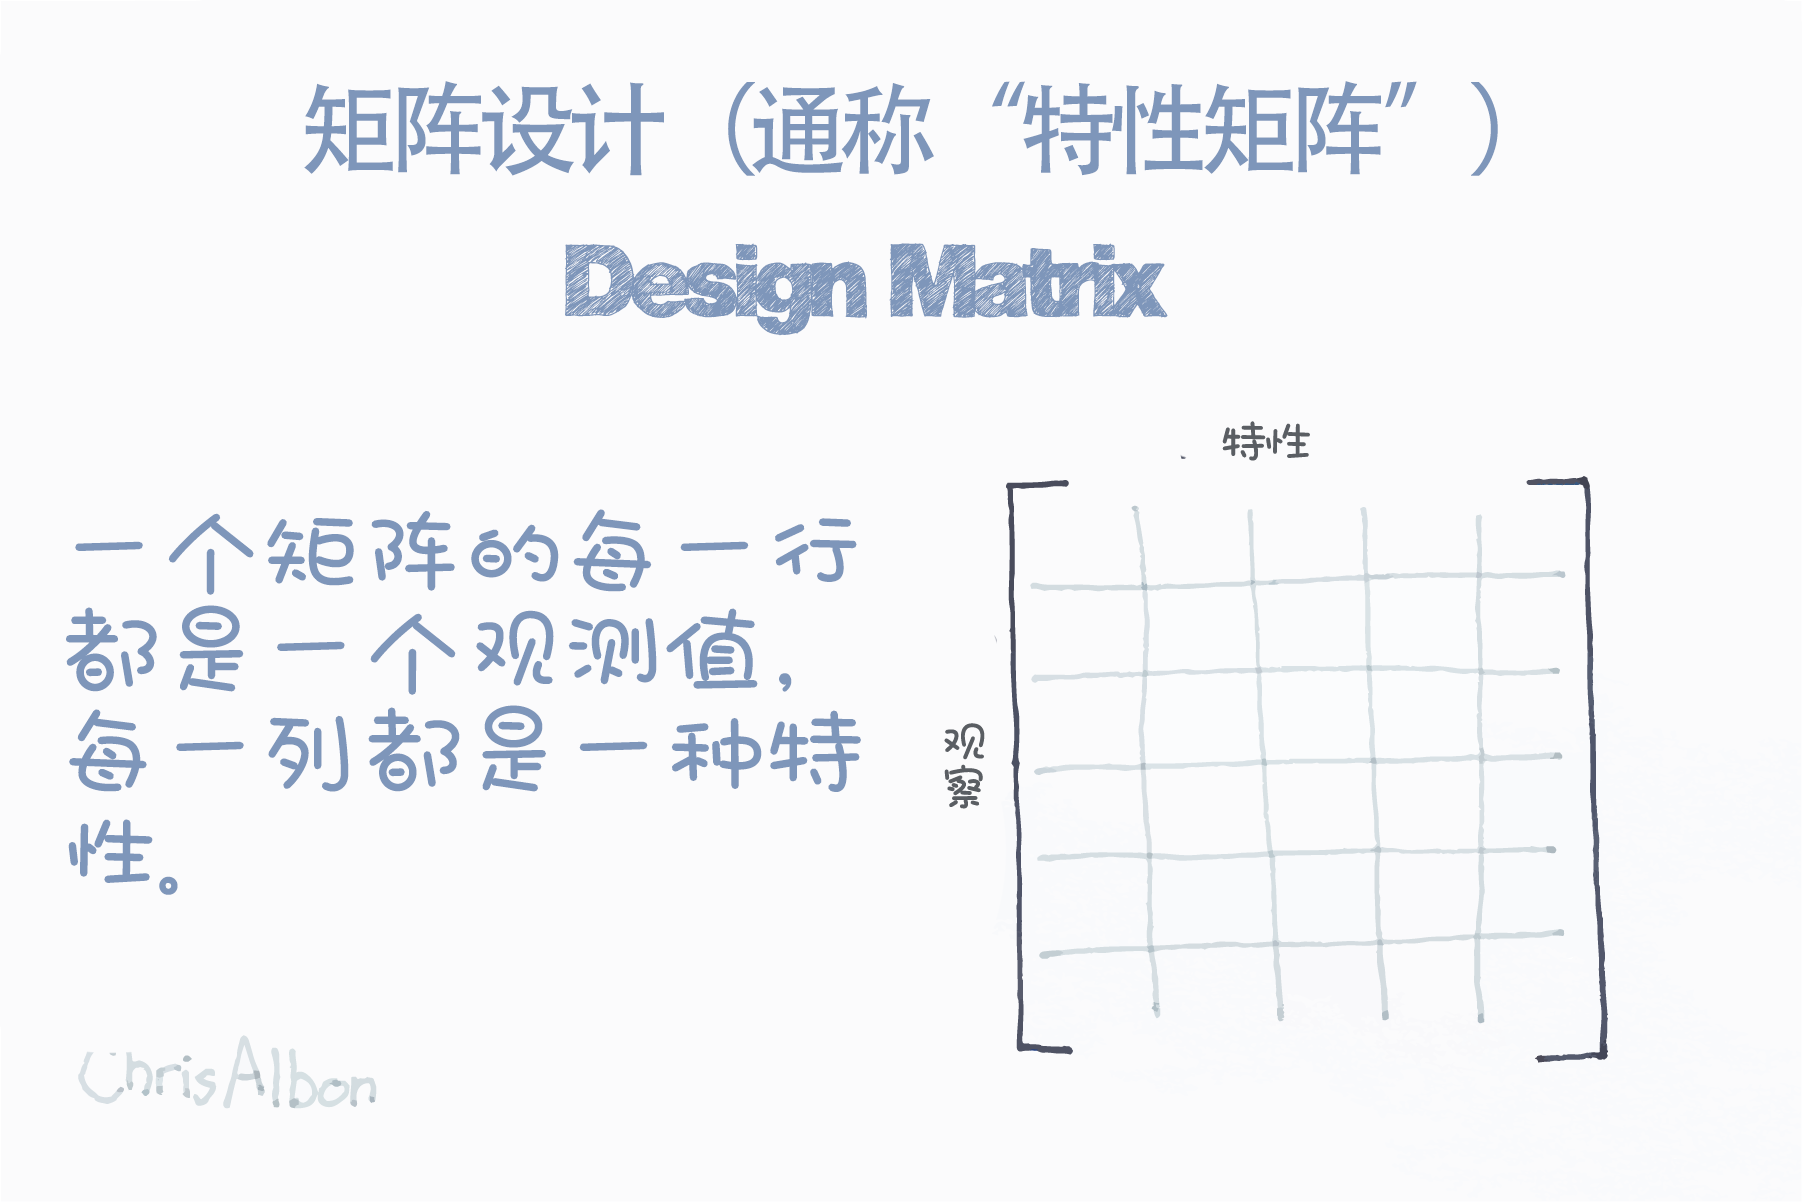 矩阵设计（通称“特性矩阵”）
Design Matrix
一个矩阵的每一行
都是一个观测值，
每一列都是一种特
性。
特性
观
察
ChrisAlbon